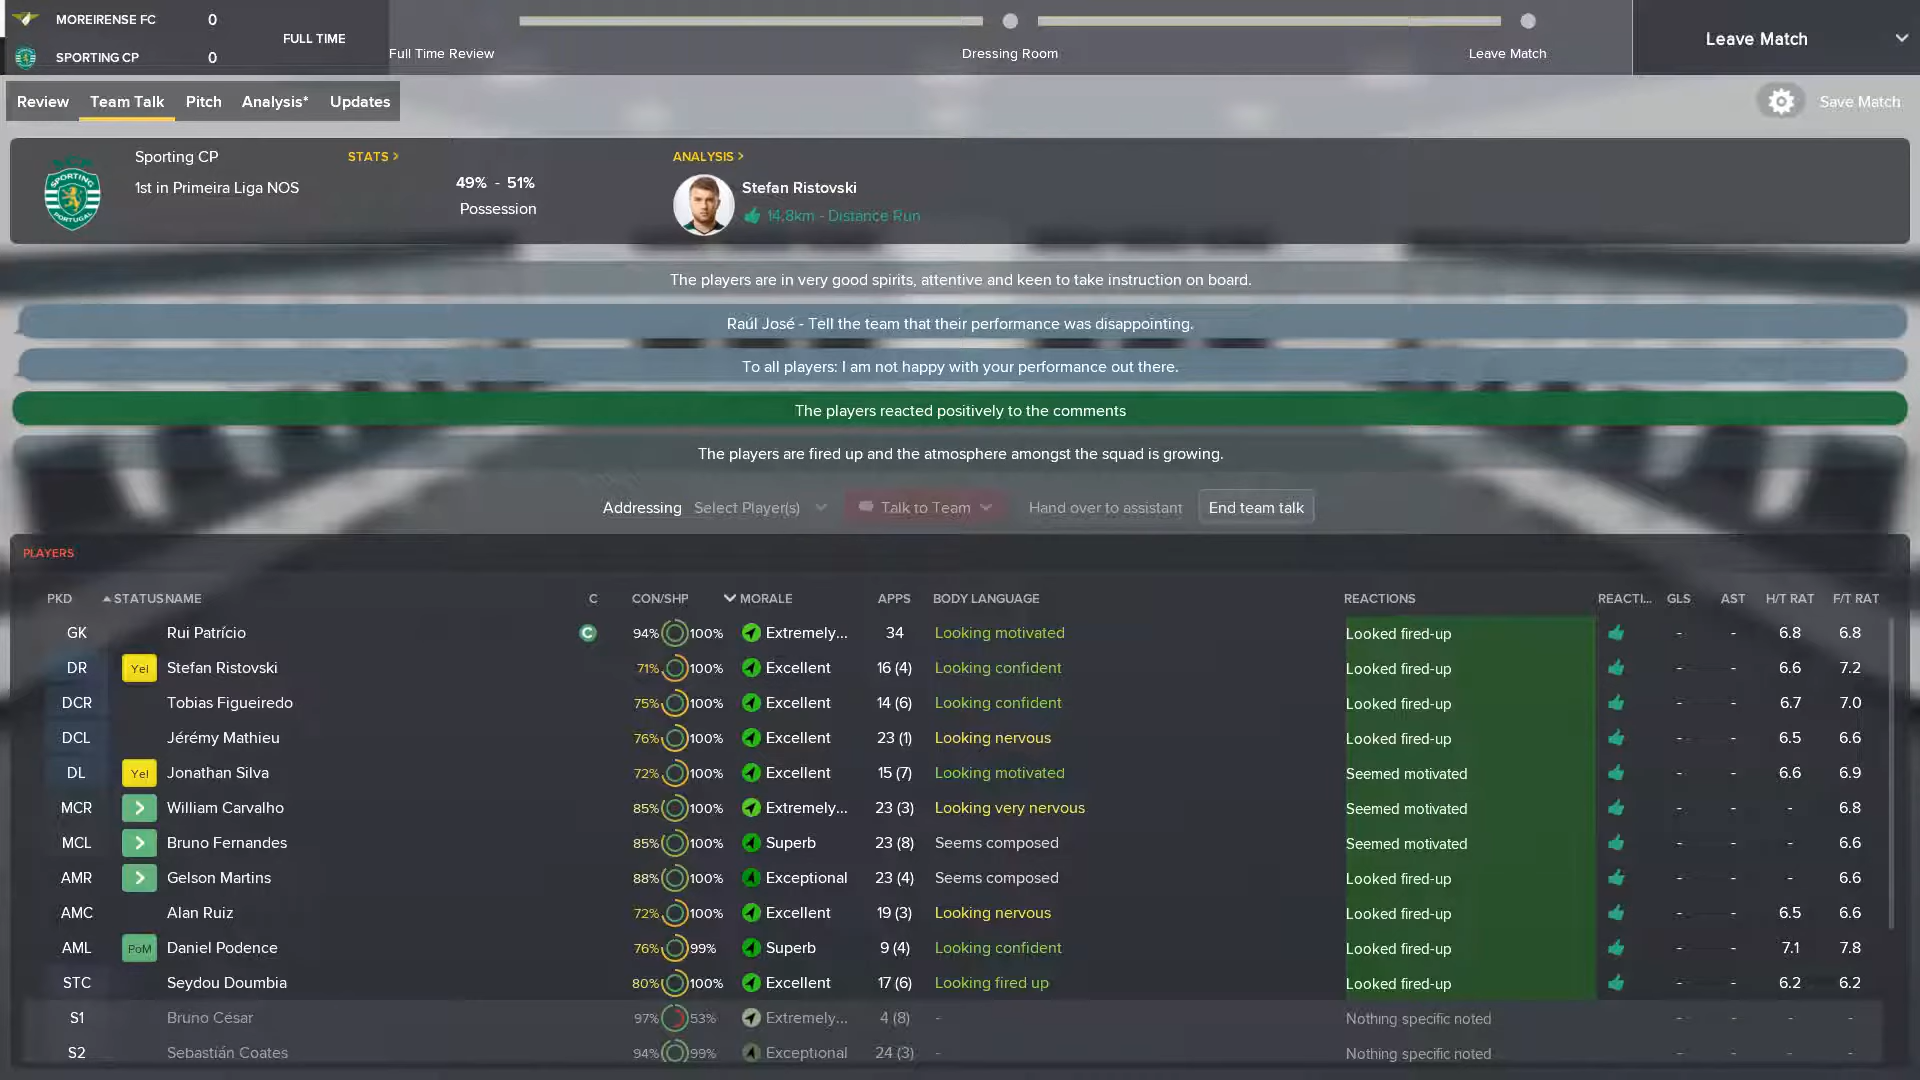 MOREIRENSE FC 0
SPORTING CP 0
FULL TIME
Full Time Review
Dressing Room
Leave Match
Leave Match
Review Team Talk Pitch Analysis* Updates
Save Match
SPORTING
PORTUGAL
Sporting CP
1st in Primeira Liga NOS
STATS >
49% - 51%
Possession
ANALYSIS >
Stefan Ristovski
14.8km - Distance Run
The players are in very good spirits, attentive and keen to take instruction on board.
Raúl José - Tell the team that their performance was disappointing.
To all players: I am not happy with your performance out there.
The players reacted positively to the comments
The players are fired up and the atmosphere amongst the squad is growing.
Addressing Select Player(s) Talk to Team Hand over to assistant End team talk
PLAYERS
PKD STATUS NAME C CON/SHP MORALE APPS BODY LANGUAGE REACTIONS REACTI... GLS AST H/T RAT F/T RAT
GK Rui Patrício C 94% 100% Extremely... 34 Looking motivated Looked fired-up - - 6.8 6.8
DR Yel Stefan Ristovski 71% 100% Excellent 16 (4) Looking confident Looked fired-up - - 6.6 7.2
DCR Tobias Figueiredo 75% 100% Excellent 14 (6) Looking confident Looked fired-up - - 6.7 7.0
DCL Jérémy Mathieu 76% 100% Excellent 23 (1) Looking nervous Looked fired-up - - 6.5 6.6
DL Yel Jonathan Silva 72% 100% Excellent 15 (7) Looking motivated Seemed motivated - - 6.6 6.9
MCR William Carvalho 85% 100% Extremely... 23 (3) Looking very nervous Seemed motivated - - - 6.8
MCL Bruno Fernandes 85% 100% Superb 23 (8) Seems composed Seemed motivated - - - 6.6
AMR Gelson Martins 88% 100% Exceptional 23 (4) Seems composed Looked fired-up - - - 6.6
AMC Alan Ruiz 72% 100% Excellent 19 (3) Looking nervous Looked fired-up - - 6.5 6.6
AML PoM Daniel Podence 76% 99% Superb 9 (4) Looking confident Looked fired-up - - 7.1 7.8
STC Seydou Doumbia 80% 100% Excellent 17 (6) Looking fired up Looked fired-up - - 6.2 6.2
S1 Bruno César 97% 53% Extremely... 4 (8) - Nothing specific noted - - - -
S2 Sebastián Coates 94% 99% Exceptional 24 (3) - Nothing specific noted - - - -